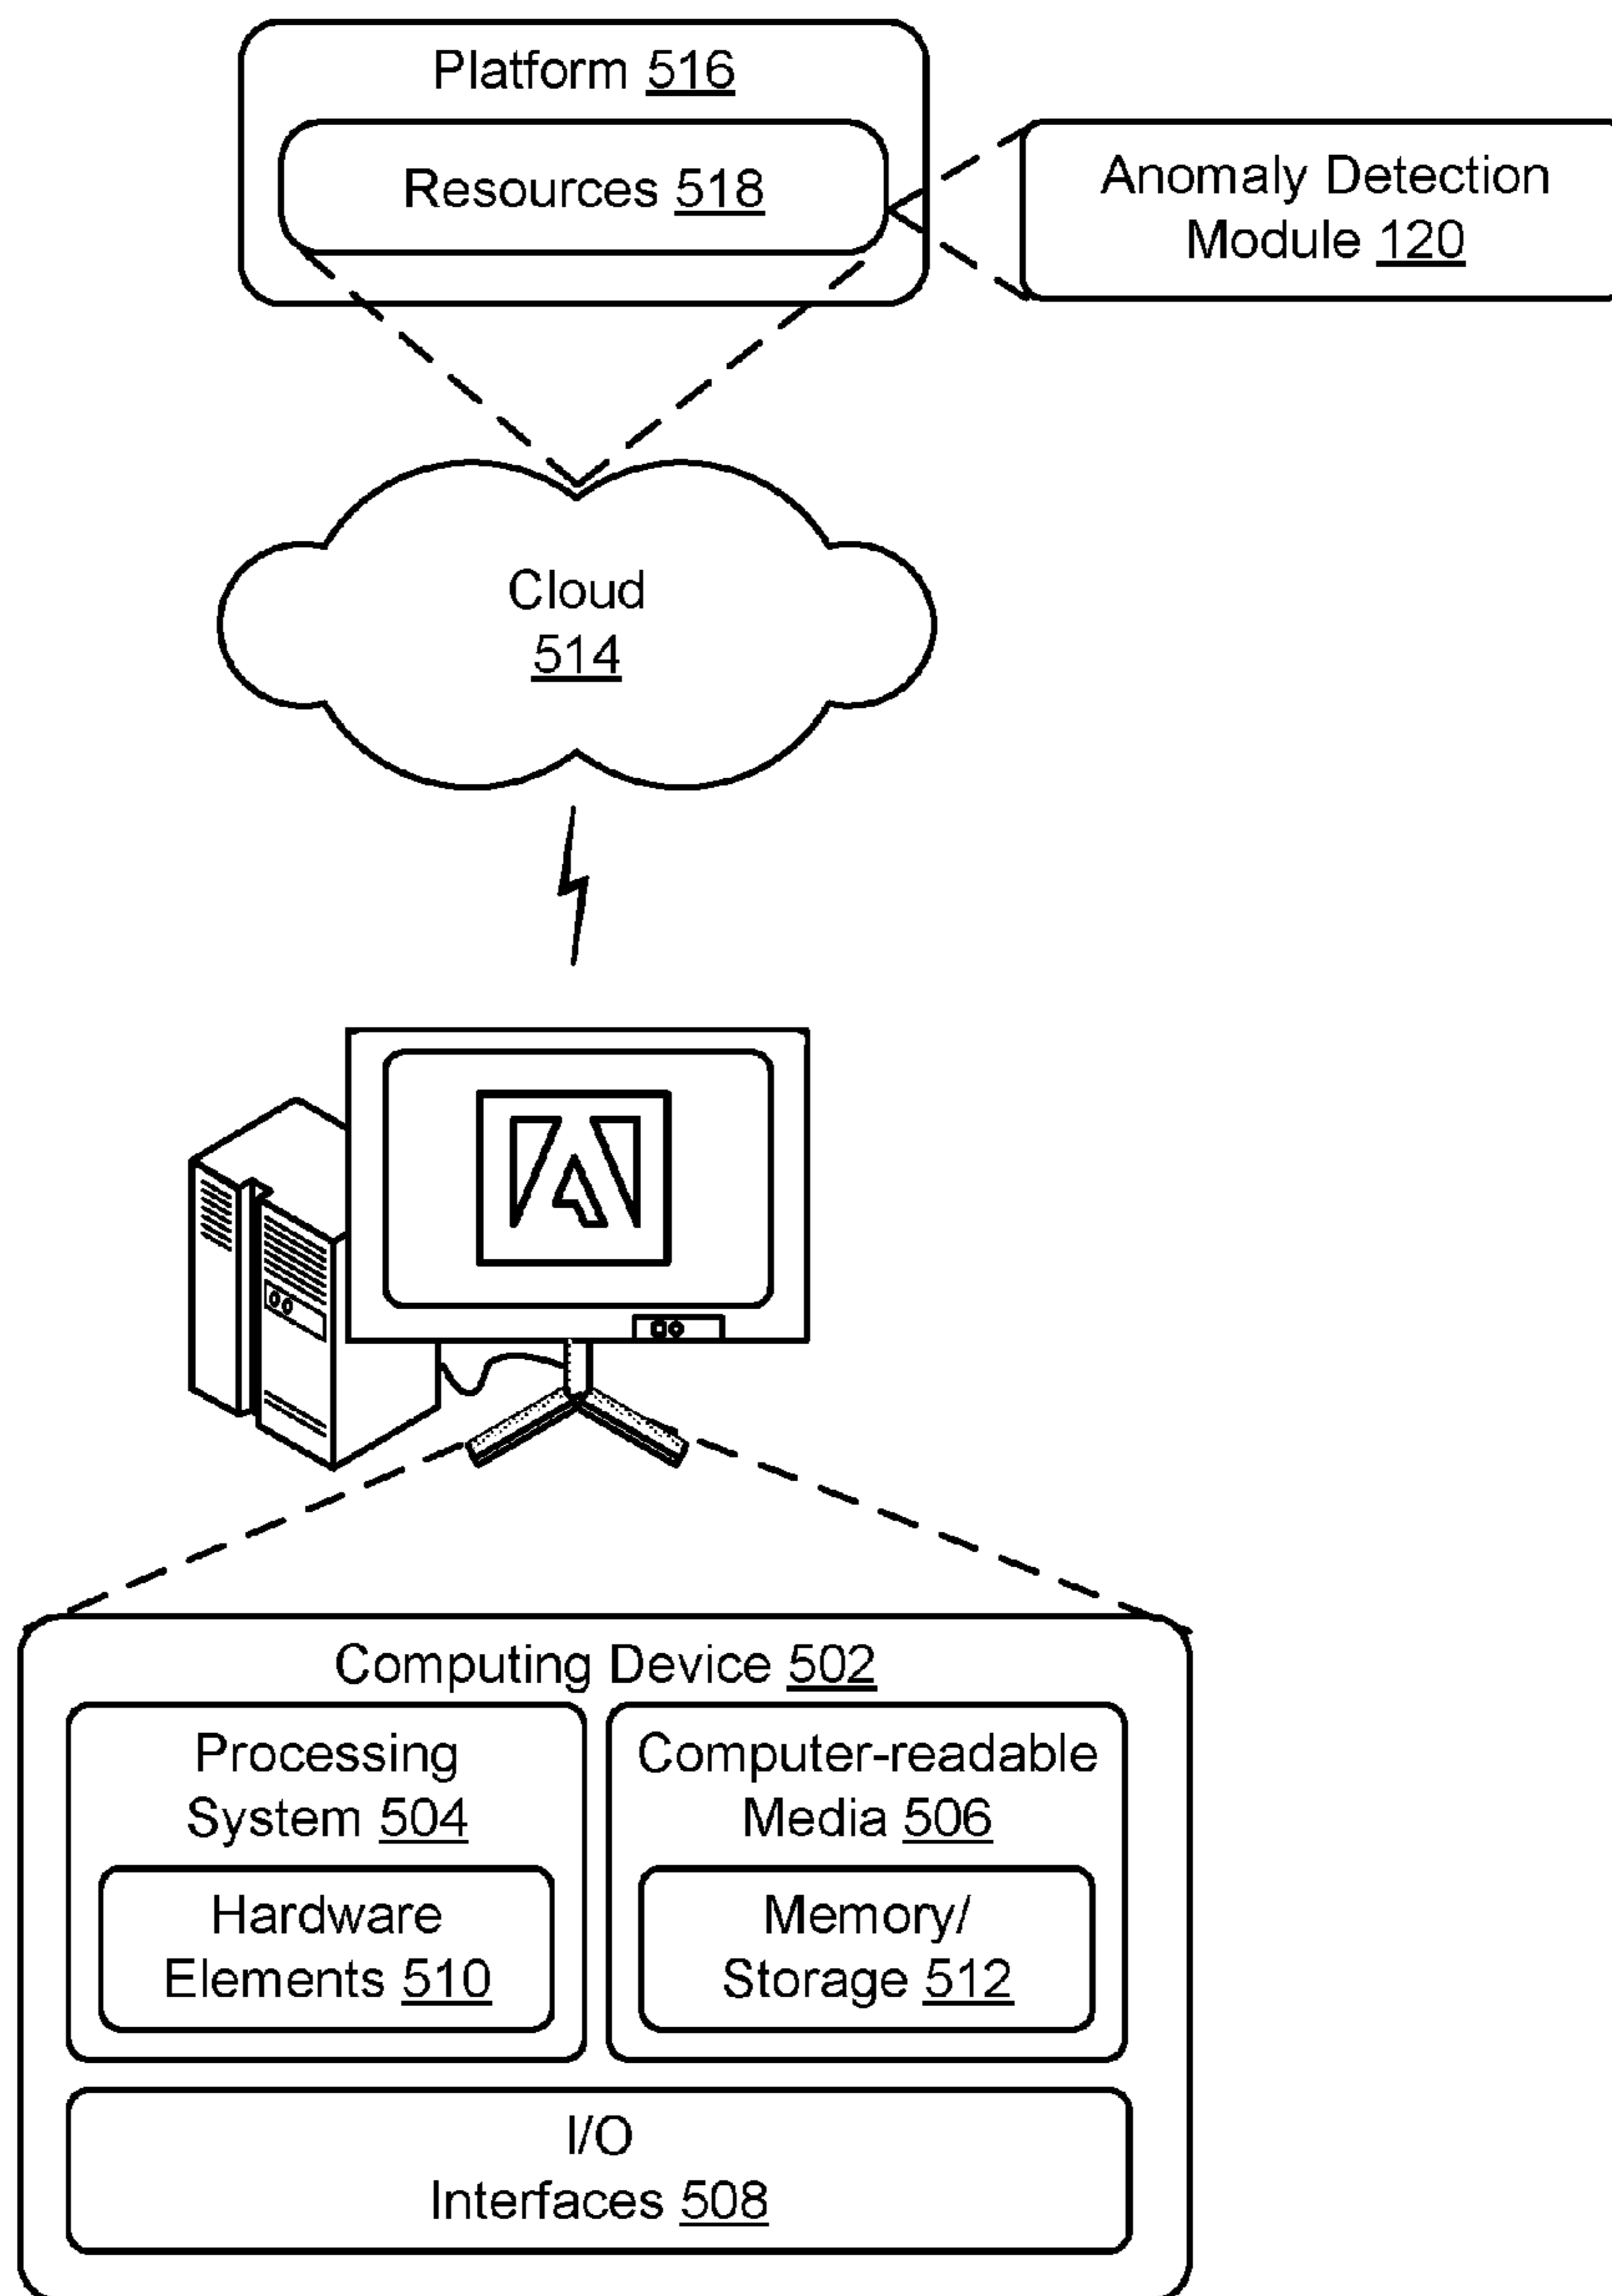 Platform 516
Resources 518
Anomaly Detection
Module 120
Cloud
514
Computing Device 502
Processing
System 504
Hardware
Elements 510
Computer-readable
Media 506
Memory/
Storage 512
I/O
Interfaces 508